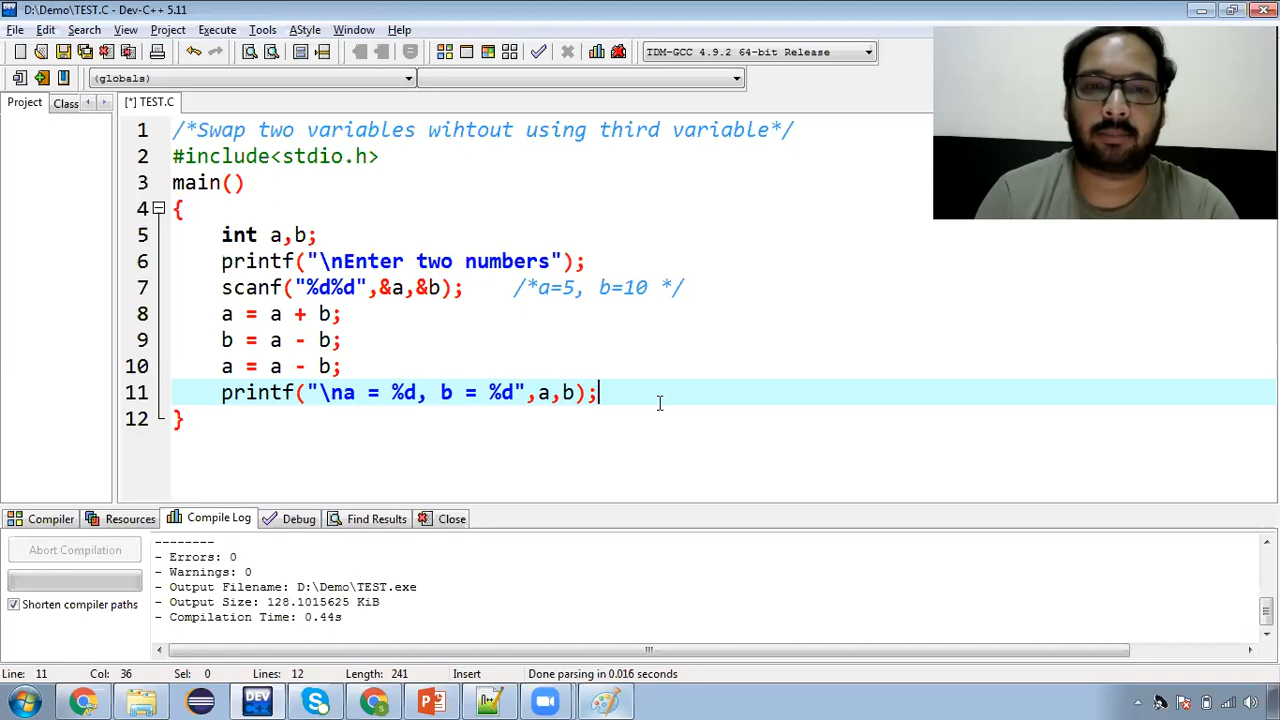 D:\Demo\TEST.C - Dev-C++ 5.11
File Edit Search View Project Execute Tools AStyle Window Help
TDM-GCC 4.9.2 64-bit Release
(globals)
Project Class [*] TEST.C
1 /*Swap two variables wihtout using third variable*/
2 #include<stdio.h>
3 main()
4 {
5 int a,b;
6 printf("\nEnter two numbers");
7 scanf("%d%d",&a,&b); /*a=5, b=10 */
8 a = a + b;
9 b = a - b;
10 a = a - b;
11 printf("\na = %d, b = %d",a,b);
12 }
Compiler Resources Compile Log Debug Find Results Close
Abort Compilation
Shorten compiler paths
--------
- Errors: 0
- Warnings: 0
- Output Filename: D:\Demo\TEST.exe
- Output Size: 128.1015625 KiB
- Compilation Time: 0.44s
Line: 11 Col: 36 Sel: 0 Lines: 12 Length: 241 Insert Done parsing in 0.016 seconds
DEV